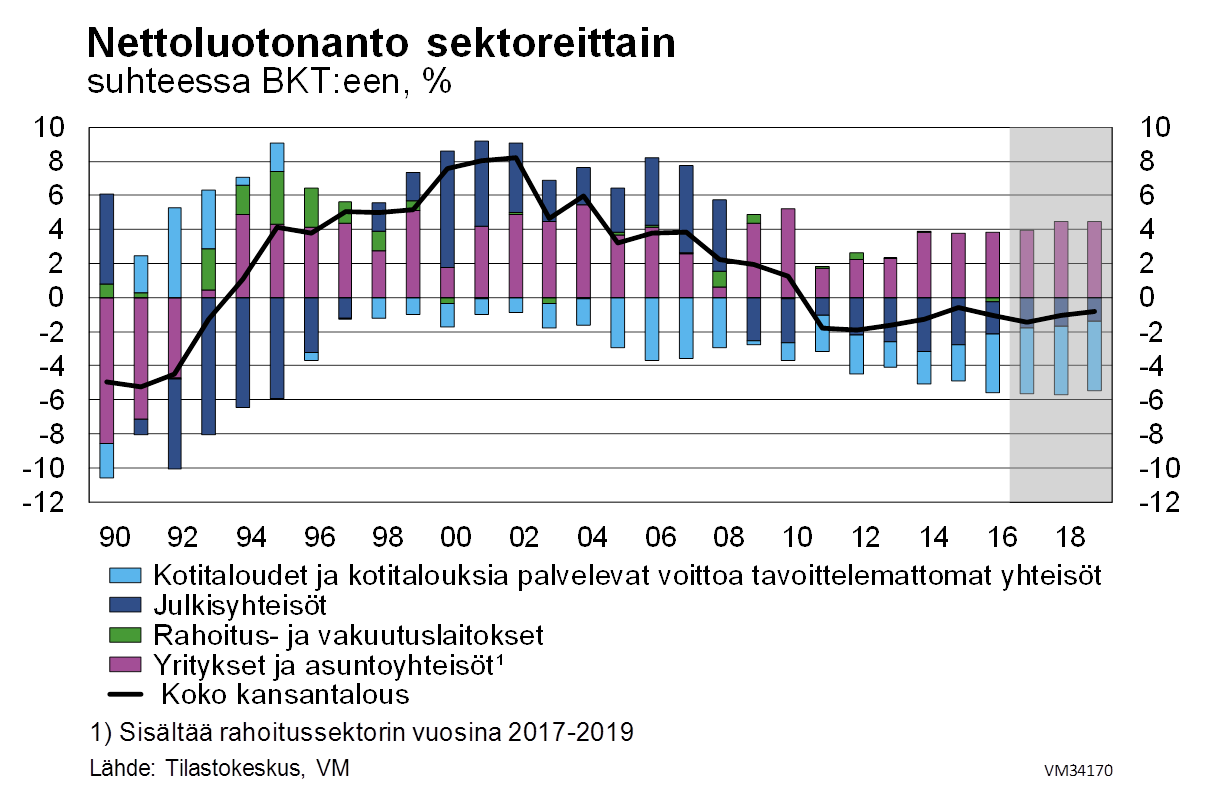 Nettoluotonanto sektoreittain
suhteessa BKT:een, %
10 10
8 8
6 6
4 4
2 2
0 0
-2 -2
-4 -4
-6 -6
-8 -8
-10 -10
-12 -12
90 92 94 96 98 00 02 04 06 08 10 12 14 16 18
Kotitaloudet ja kotitalouksia palvelevat voittoa tavoittelemattomat yhteisöt
Julkisyhteisöt
Rahoitus- ja vakuutuslaitokset
Yritykset ja asuntoyhteisöt¹
Koko kansantalous
1) Sisältää rahoitussektorin vuosina 2017-2019
Lähde: Tilastokeskus, VM VM34170